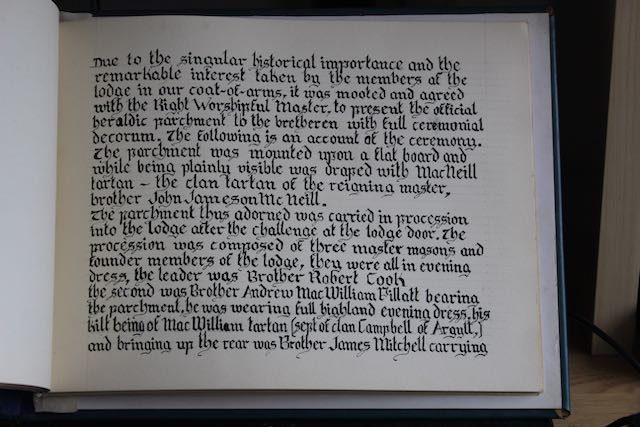 Due to the singular historical importance and the
remarkable interest taken by the members of the
lodge in our coat-of-arms, it was mooted and agreed
with the Right Worshipful Master, to present the official
heraldic parchment to the bretheren with full ceremonial
decorum. The following is an account of the ceremony.
The parchment was mounted upon a flat board and
while being plainly visible was draped with MacNeill
tartan – the clan tartan of the reigning master,
brother John Jameson McNeill.
The parchment thus adorned was carried in procession
into the lodge after the challenge at the lodge door. The
procession was composed of three master masons and
founder members of the lodge, they were all in evening
dress, the leader was Brother Robert Cook
the second was Brother Andrew MacWilliam Fillatt bearing
the parchment, he was wearing full highland evening dress, his
kilt being of MacWilliam tartan (sept of clan Campbell of Argyll,)
and bringing up the rear was Brother James Mitchell carrying